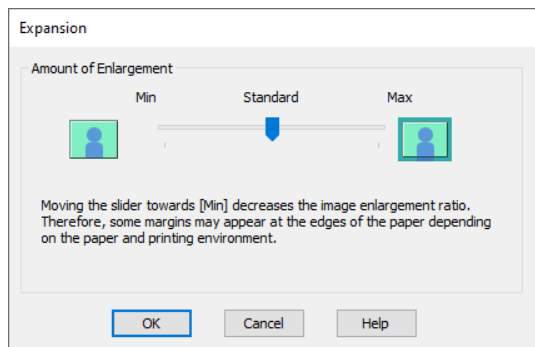 Expansion
Amount of Enlargement
Min Standard Max
Moving the slider towards [Min] decreases the image enlargement ratio.
Therefore, some margins may appear at the edges of the paper depending
on the paper and printing environment.
OK Cancel Help